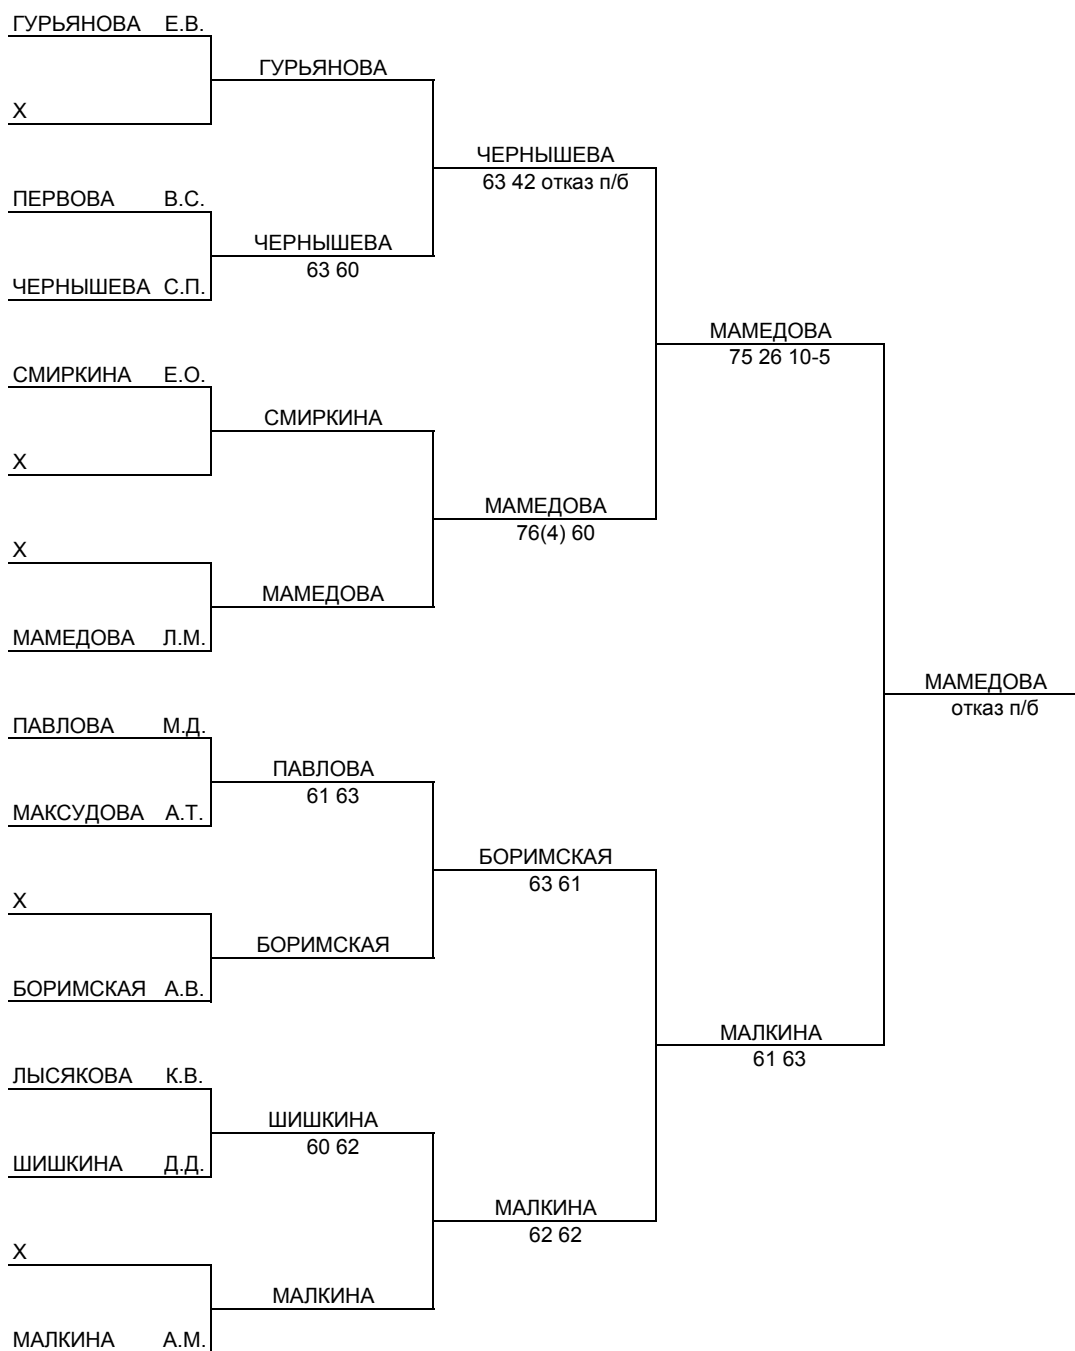 ГУРЬЯНОВА Е.В.
ГУРЬЯНОВА
Х
ЧЕРНЫШЕВА
63 42 отказ п/б
ПЕРВОВА В.С.
ЧЕРНЫШЕВА
63 60
ЧЕРНЫШЕВА С.П.
МАМЕДОВА
75 26 10-5
СМИРКИНА Е.О.
СМИРКИНА
Х
МАМЕДОВА
76(4) 60
Х
МАМЕДОВА
МАМЕДОВА Л.М.
МАМЕДОВА
отказ п/б
ПАВЛОВА М.Д.
ПАВЛОВА
61 63
МАКСУДОВА А.Т.
БОРИМСКАЯ
63 61
Х
БОРИМСКАЯ
БОРИМСКАЯ А.В.
МАЛКИНА
61 63
ЛЫСЯКОВА К.В.
ШИШКИНА
60 62
ШИШКИНА Д.Д.
МАЛКИНА
62 62
Х
МАЛКИНА
МАЛКИНА А.М.